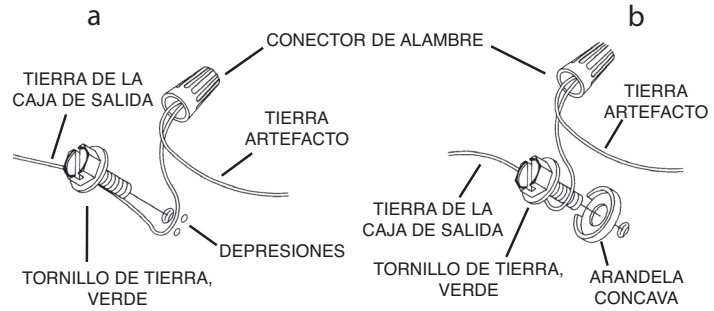 a
b
CONECTOR DE ALAMBRE
TIERRA DE LA
CAJA DE SALIDA
TIERRA
ARTEFACTO
DEPRESIONES
TORNILLO DE TIERRA,
VERDE
TIERRA
ARTEFACTO
TIERRA DE LA
CAJA DE SALIDA
TORNILLO DE TIERRA,
VERDE
ARANDELA
CONCAVA